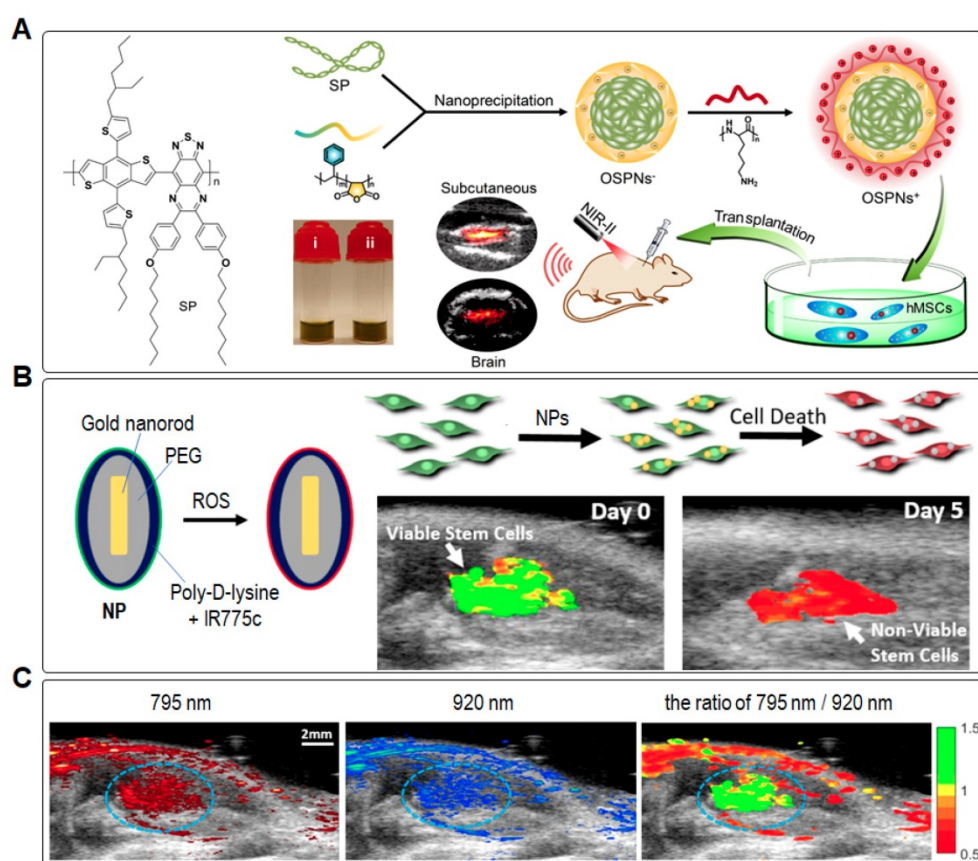 A
SP
Nanoprecipitation
OSPNs⁻
OSPNs⁺
S
S
S
S
N
S
N
N
N
O
O
n
SP
m
n
O
O
O
H
N
O
n
NH₂
i
ii
Subcutaneous
Brain
NIR-II
Transplantation
hMSCs
B
Gold nanorod
PEG
ROS
NP
Poly-D-lysine
+ IR775c
NPs
Cell Death
Day 0
Viable Stem Cells
Day 5
Non-Viable
Stem Cells
C
795 nm
920 nm
the ratio of 795 nm / 920 nm
2mm
1.5
1
0.5